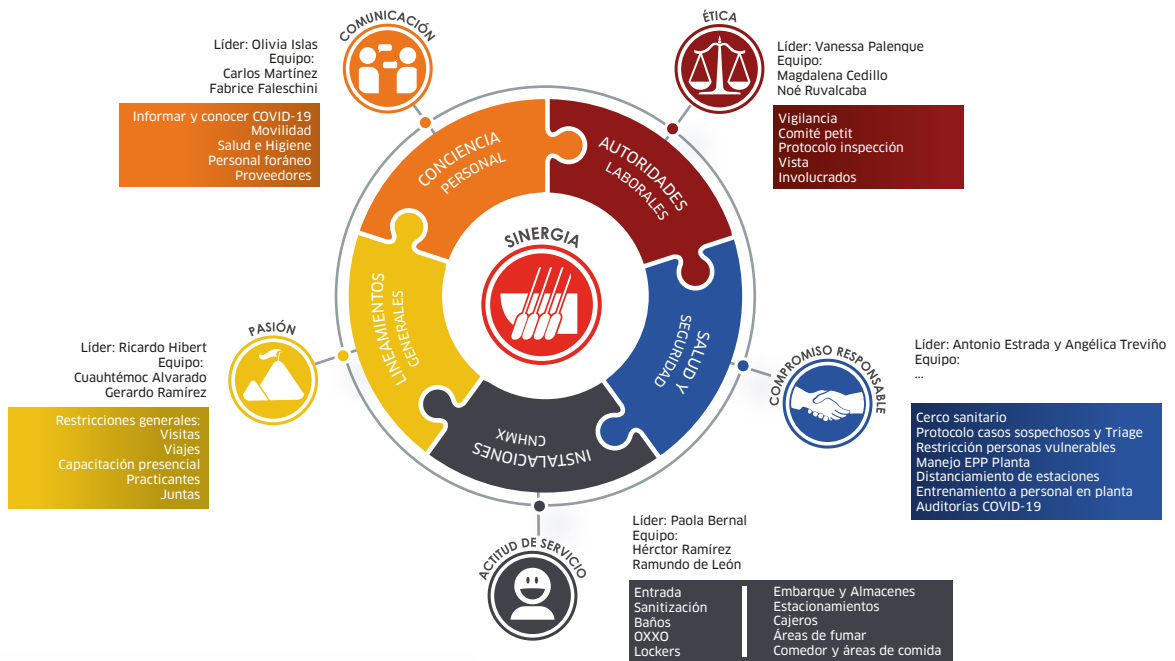 COMUNICACIÓN
Líder: Olivia Islas
Equipo:
Carlos Martínez
Fabrice Faleschini
Informar y conocer COVID-19
Movilidad
Salud e Higiene
Personal foráneo
Proveedores
ÉTICA
Líder: Vanessa Palenque
Equipo:
Magdalena Cedillo
Noé Ruvalcaba
Vigilancia
Comité petit
Protocolo inspección
Vista
Involucrados
CONCIENCIA
PERSONAL
AUTORIDADES
LABORALES
SINERGIA
LINEAMIENTOS
GENERALES
SALUD Y
SEGURIDAD
INSTALACIONES
CNHMX
PASIÓN
Líder: Ricardo Hibert
Equipo:
Cuauhtémoc Alvarado
Gerardo Ramírez
Restricciones generales:
Visitas
Viajes
Capacitación presencial
Practicantes
Juntas
COMPROMISO RESPONSABLE
Líder: Antonio Estrada y Angélica Treviño
Equipo:
...
Cerco sanitario
Protocolo casos sospechosos y Triage
Restricción personas vulnerables
Manejo EPP Planta
Distanciamiento de estaciones
Entrenamiento a personal en planta
Auditorías COVID-19
ACTITUD DE SERVICIO
Líder: Paola Bernal
Equipo:
Hérctor Ramírez
Ramundo de León
Entrada
Sanitización
Baños
OXXO
Lockers
Embarque y Almacenes
Estacionamientos
Cajeros
Áreas de fumar
Comedor y áreas de comida